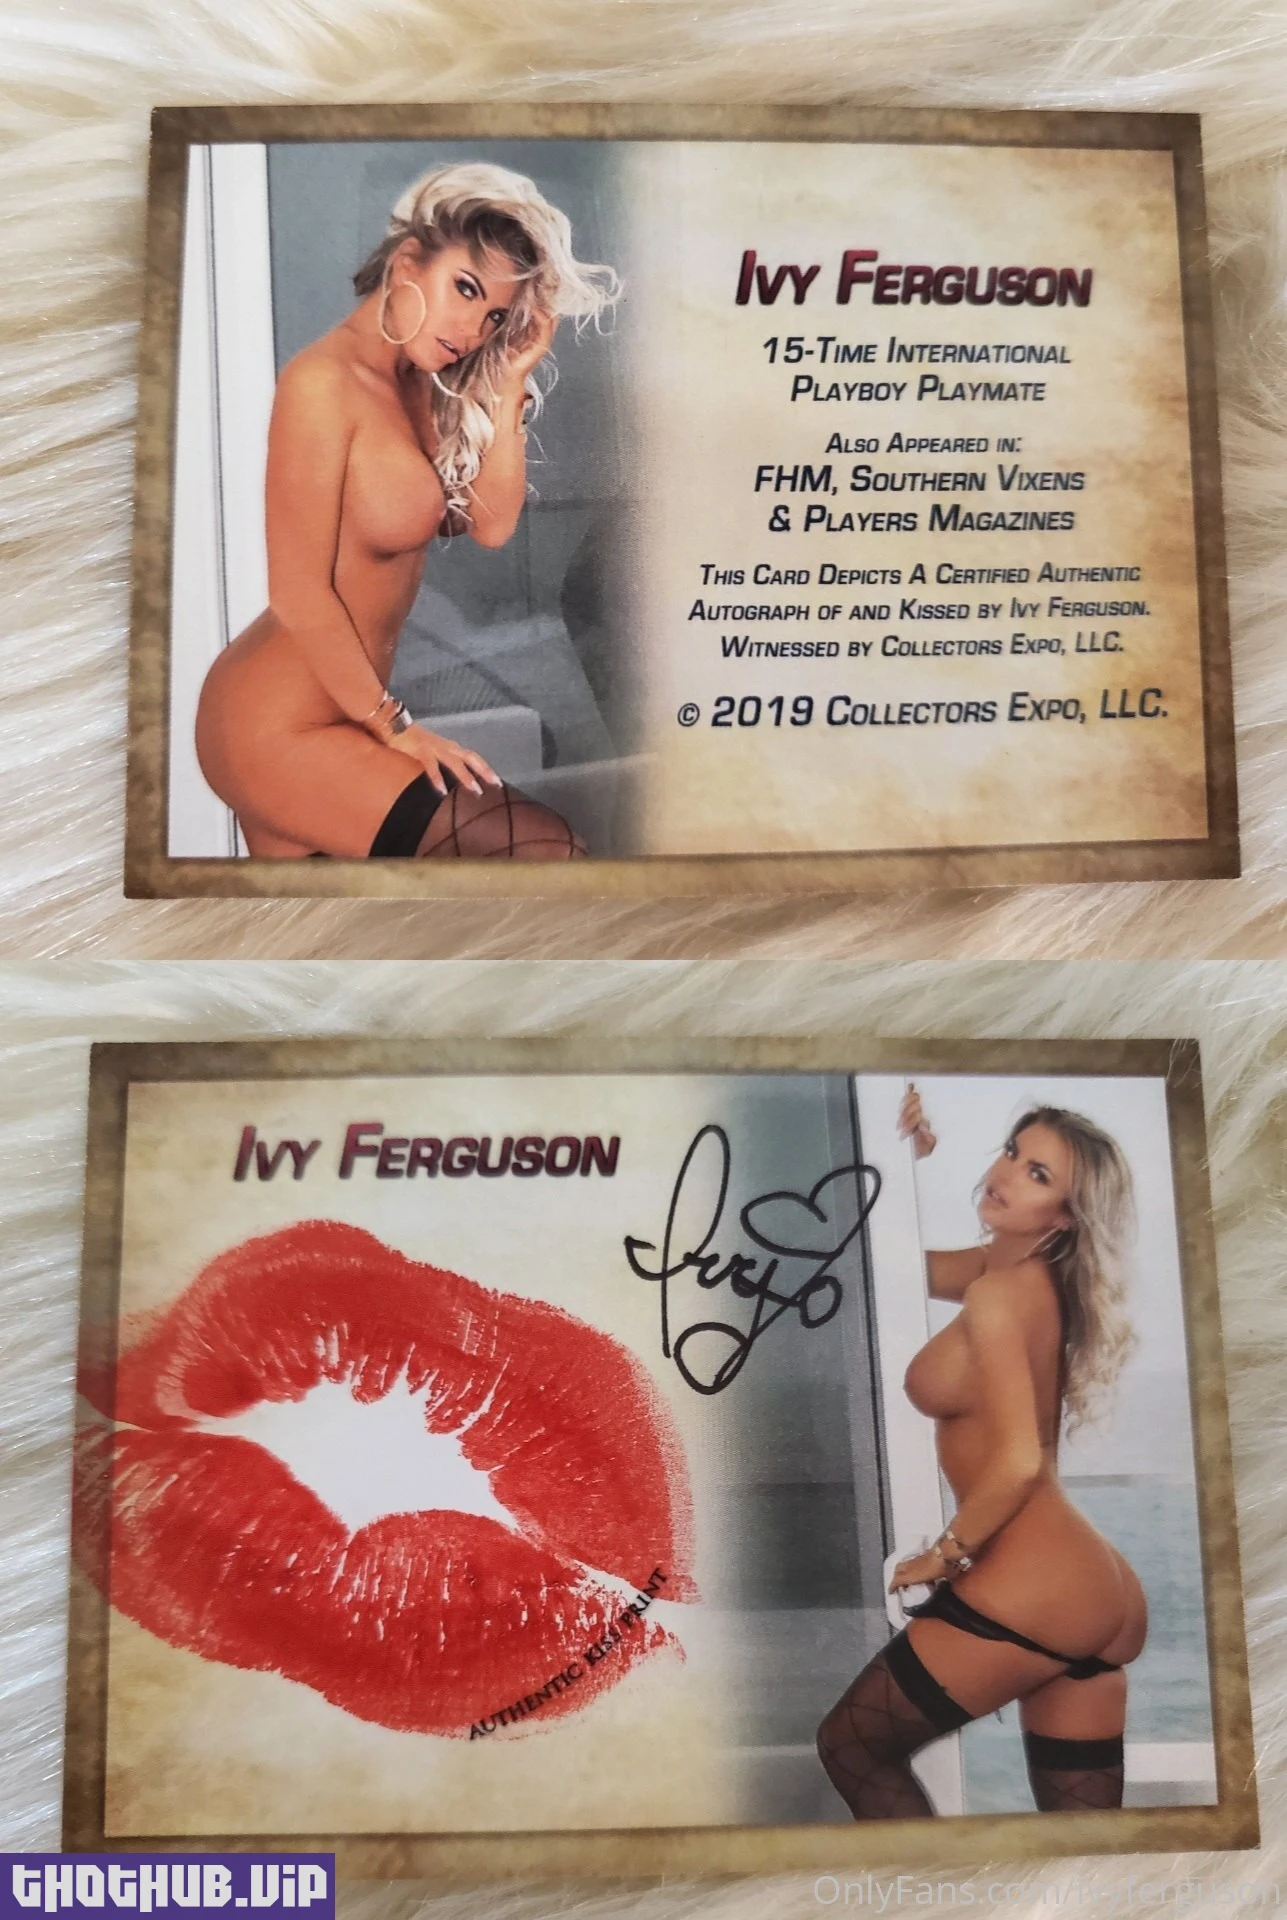 Ivy Ferguson
15-Time International
Playboy Playmate
Also Appeared in:
FHM, Southern Vixens
& Players Magazines
This Card Depicts A Certified Authentic
Autograph of and Kissed by Ivy Ferguson.
Witnessed by Collectors Expo, LLC.
© 2019 Collectors Expo, LLC.
Ivy Ferguson
Ivy
AUTHENTIC KISS PRINT
THOTHUB.VIP
OnlyFans.com/